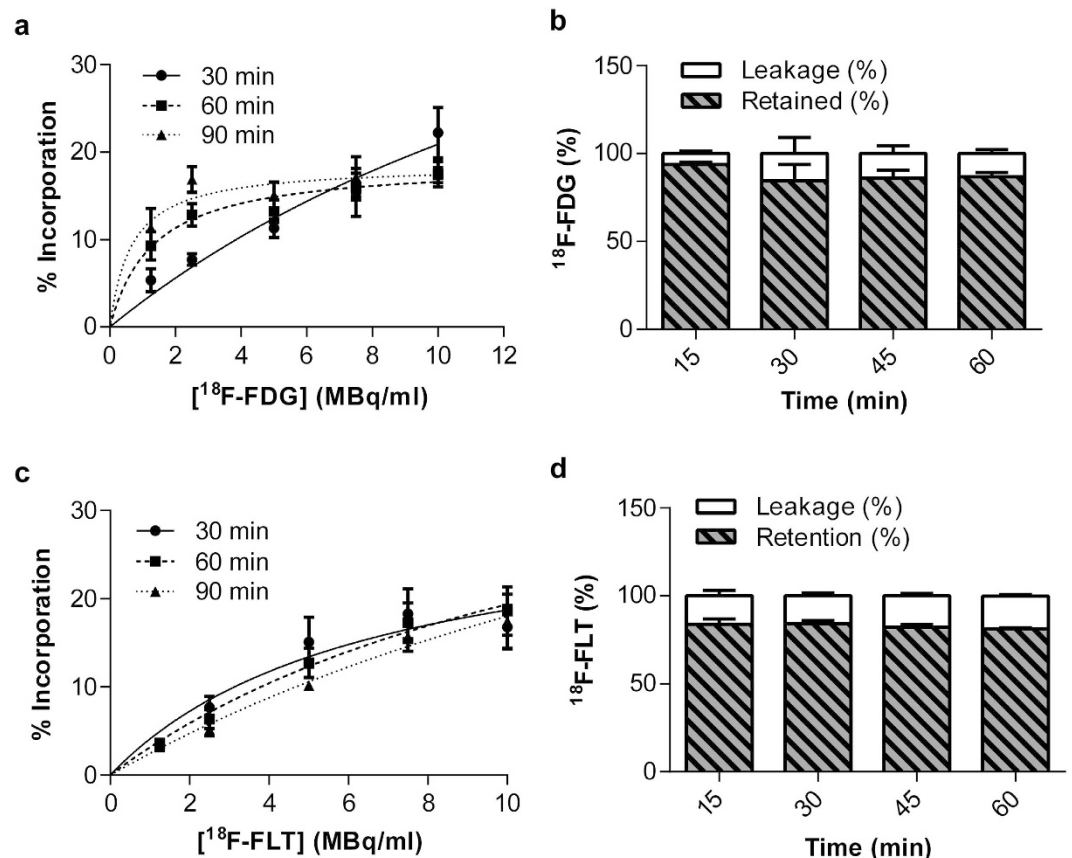 a
30
20
10
0
% Incorporation
30 min
60 min
90 min
0 2 4 6 8 10 12
[¹⁸F-FDG] (MBq/ml)
b
150
100
50
0
¹⁸F-FDG (%)
Leakage (%)
Retained (%)
15 30 45 60
Time (min)
c
30
20
10
0
% Incorporation
30 min
60 min
90 min
0 2 4 6 8 10
[¹⁸F-FLT] (MBq/ml)
d
150
100
50
0
¹⁸F-FLT (%)
Leakage (%)
Retention (%)
15 30 45 60
Time (min)